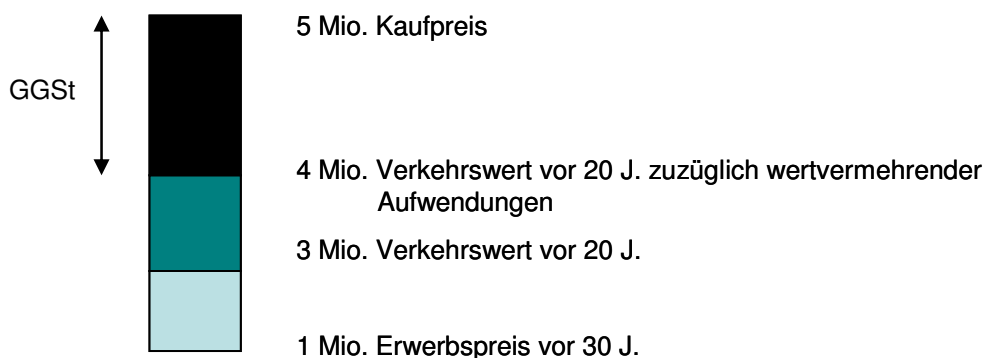 5 Mio. Kaufpreis
GGSt
4 Mio. Verkehrswert vor 20 J. zuzüglich wertvermehrender
Aufwendungen
3 Mio. Verkehrswert vor 20 J.
1 Mio. Erwerbspreis vor 30 J.